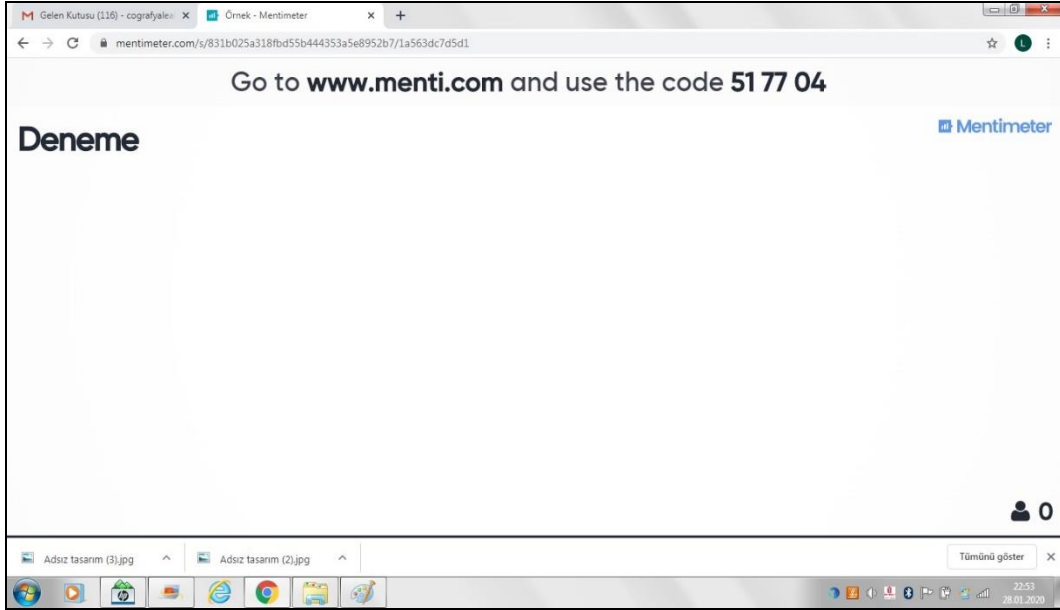 Gelen Kutusu (116) - cografyale
Örnek - Mentimeter
mentimeter.com/s/831b025a318fbd55b444353a5e8952b7/1a563dc7d5d1
L
Go to www.menti.com and use the code 51 77 04
Mentimeter
Deneme
0
Adsız tasarım (3).jpg
Adsız tasarım (2).jpg
Tümünü göster
22:53
28.01.2020